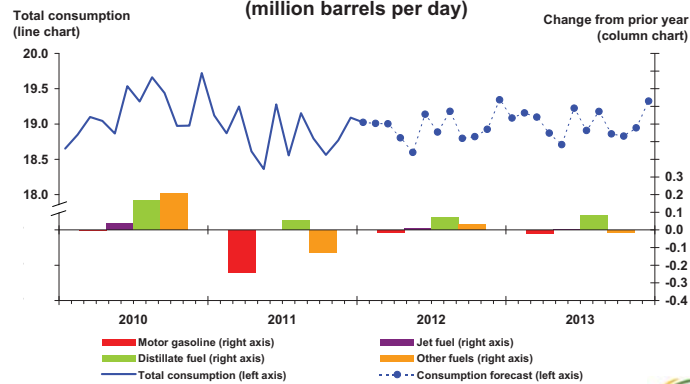 (million barrels per day)
Total consumption
(line chart)
Change from prior year
(column chart)
20.0
19.5
19.0
18.5
18.0
0.3
0.2
0.1
0.0
-0.1
-0.2
-0.3
-0.4
2010 2011 2012 2013
Motor gasoline (right axis)
Jet fuel (right axis)
Distillate fuel (right axis)
Other fuels (right axis)
Total consumption (left axis)
Consumption forecast (left axis)